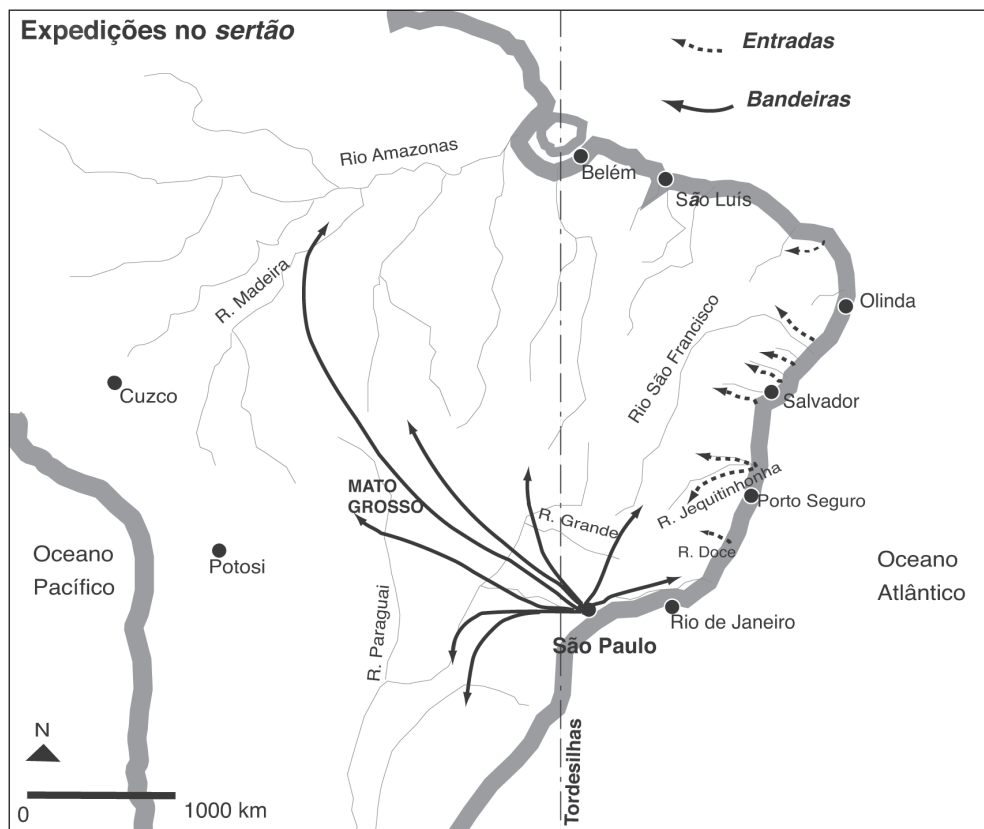 Expedições no sertão
Entradas
Bandeiras
Rio Amazonas
Belém
São Luís
R. Madeira
Olinda
Rio São Francisco
Cuzco
Salvador
MATO
GROSSO
R. Jequitinhonha
Porto Seguro
R. Grande
R. Doce
Oceano
Pacífico
Potosi
Oceano
Atlântico
R. Paraguai
Rio de Janeiro
São Paulo
Tordesilhas
N
0
1000 km